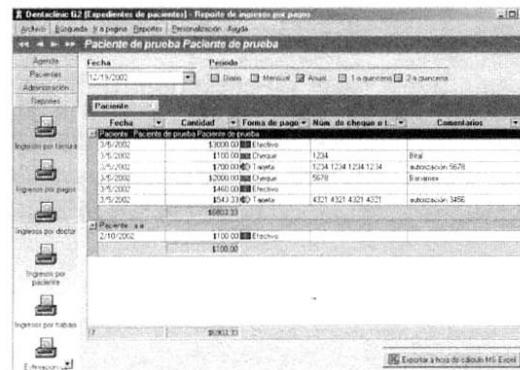 Dentaclinic G2 [Expedientes de pacientes] - Reporte de ingresos por pagos
Archivo Búsqueda Ir a página Reportes Personalización Ayuda
Paciente de prueba Paciente de prueba
Agenda
Pacientes
Administración
Reportes
Ingresos por factura
Ingresos por pagos
Ingresos por doctor
Ingresos por paciente
Ingresos por trabajo
Fecha Periodo
12/19/2002 Diario Mensual Anual 1a quincena 2a quincena
Paciente
Fecha Cantidad Forma de pago Núm. de cheque o t... Comentarios
Paciente : Paciente de prueba Paciente de prueba
3/5/2002 $3000.00 Efectivo
3/5/2002 $100.00 Cheque 1234 Bital
3/5/2002 $700.00 Tarjeta 1234 1234 1234 1234 autorización 5678
3/5/2002 $2000.00 Cheque 5678 Banamex
3/5/2002 $460.00 Efectivo
3/5/2002 $543.33 Tarjeta 4321 4321 4321 4321 autorización 3456
$6803.33
Paciente : a a
2/10/2002 $100.00 Efectivo
$100.00
$6903.33
Exportar a hoja de cálculo MS Excel